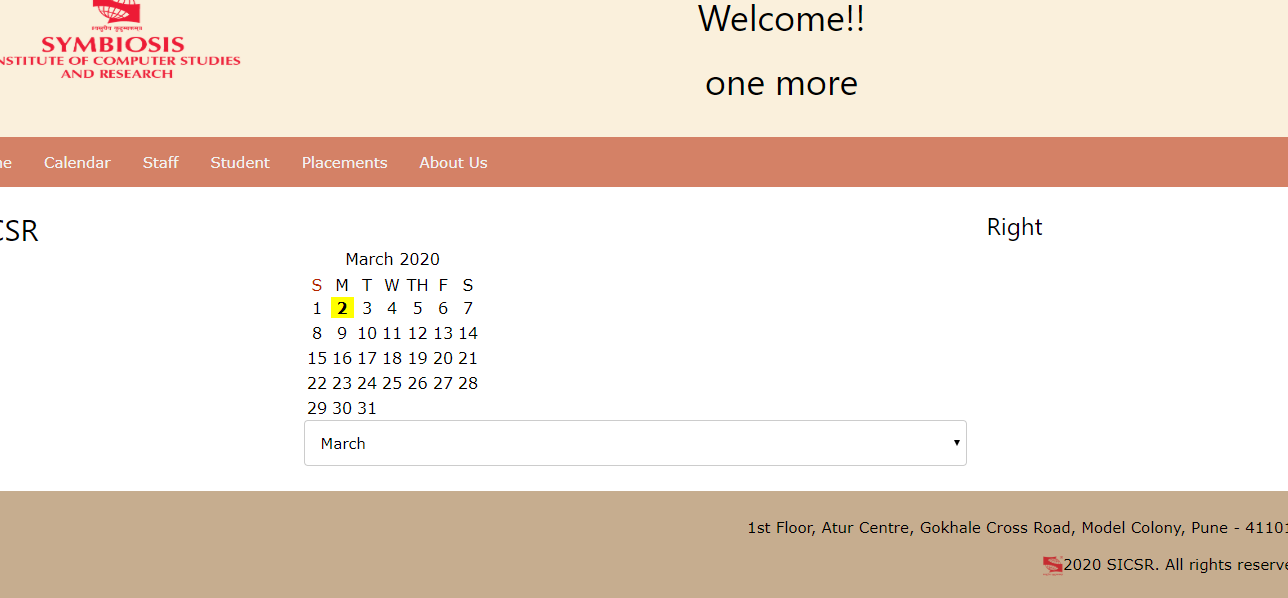 SYMBIOSIS
NSTITUTE OF COMPUTER STUDIES
AND RESEARCH
Welcome!!
one more
ne Calendar Staff Student Placements About Us
CSR
Right
March 2020
S M T W TH F S
1 2 3 4 5 6 7
8 9 10 11 12 13 14
15 16 17 18 19 20 21
22 23 24 25 26 27 28
29 30 31
March
1st Floor, Atur Centre, Gokhale Cross Road, Model Colony, Pune - 41101
2020 SICSR. All rights reserve